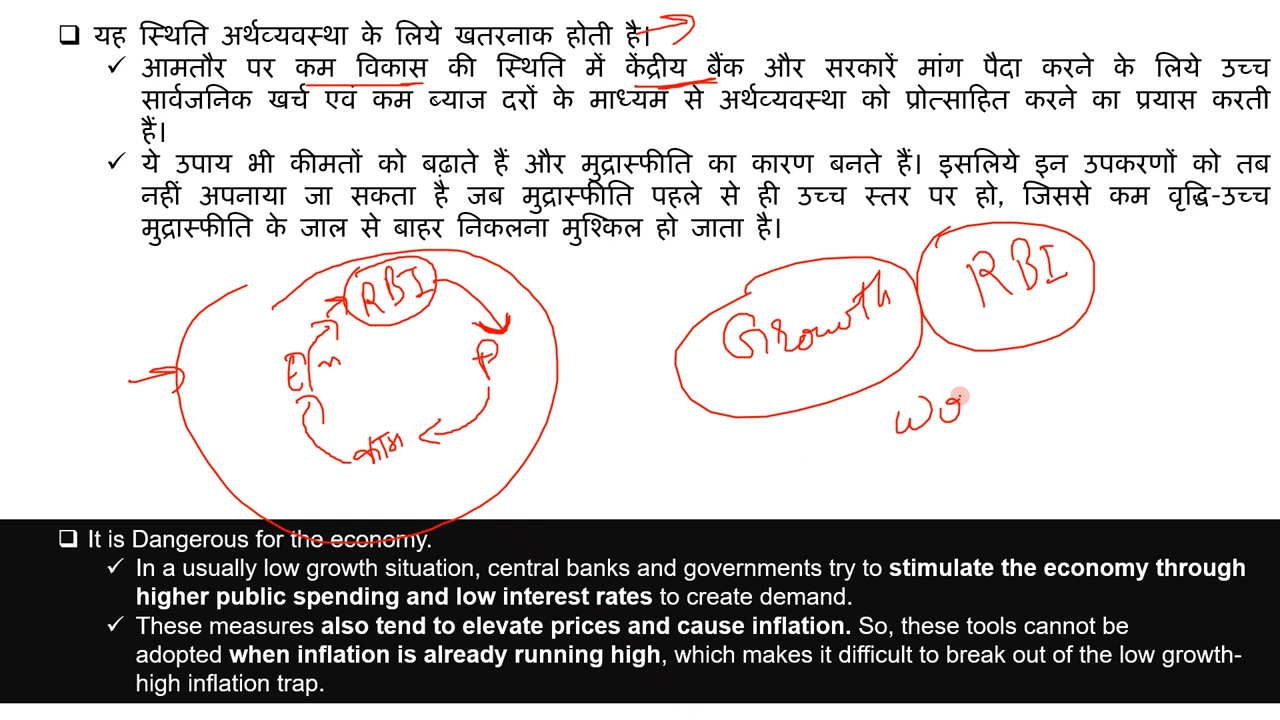 ❑ यह स्थिति अर्थव्यवस्था के लिये खतरनाक होती है।
✓ आमतौर पर कम विकास की स्थिति में केंद्रीय बैंक और सरकारें मांग पैदा करने के लिये उच्च
सार्वजनिक खर्च एवं कम ब्याज दरों के माध्यम से अर्थव्यवस्था को प्रोत्साहित करने का प्रयास करती
हैं।
✓ ये उपाय भी कीमतों को बढ़ाते हैं और मुद्रास्फीति का कारण बनते हैं। इसलिये इन उपकरणों को तब
नहीं अपनाया जा सकता है जब मुद्रास्फीति पहले से ही उच्च स्तर पर हो, जिससे कम वृद्धि-उच्च
मुद्रास्फीति के जाल से बाहर निकलना मुश्किल हो जाता है।
RBI
P
काम
Growth
RBI
❑ It is Dangerous for the economy.
✓ In a usually low growth situation, central banks and governments try to stimulate the economy through
higher public spending and low interest rates to create demand.
✓ These measures also tend to elevate prices and cause inflation. So, these tools cannot be
adopted when inflation is already running high, which makes it difficult to break out of the low growth-
high inflation trap.